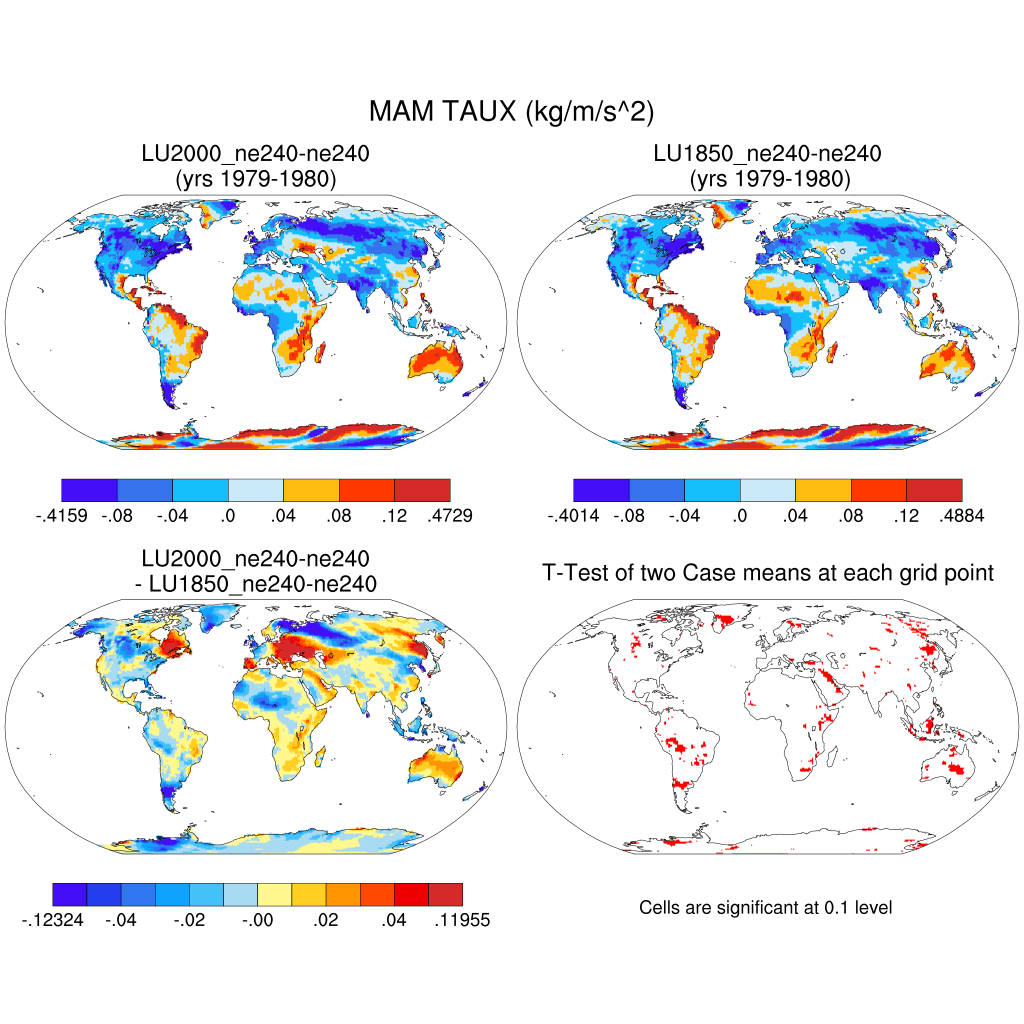 MAM TAUX (kg/m/s^2)
LU2000_ne240-ne240
(yrs 1979-1980)
LU1850_ne240-ne240
(yrs 1979-1980)
-.4159 -.08 -.04 .0 .04 .08 .12 .4729
-.4014 -.08 -.04 .0 .04 .08 .12 .4884
LU2000_ne240-ne240
- LU1850_ne240-ne240
T-Test of two Case means at each grid point
-.12324 -.04 -.02 -.00 .02 .04 .11955
Cells are significant at 0.1 level